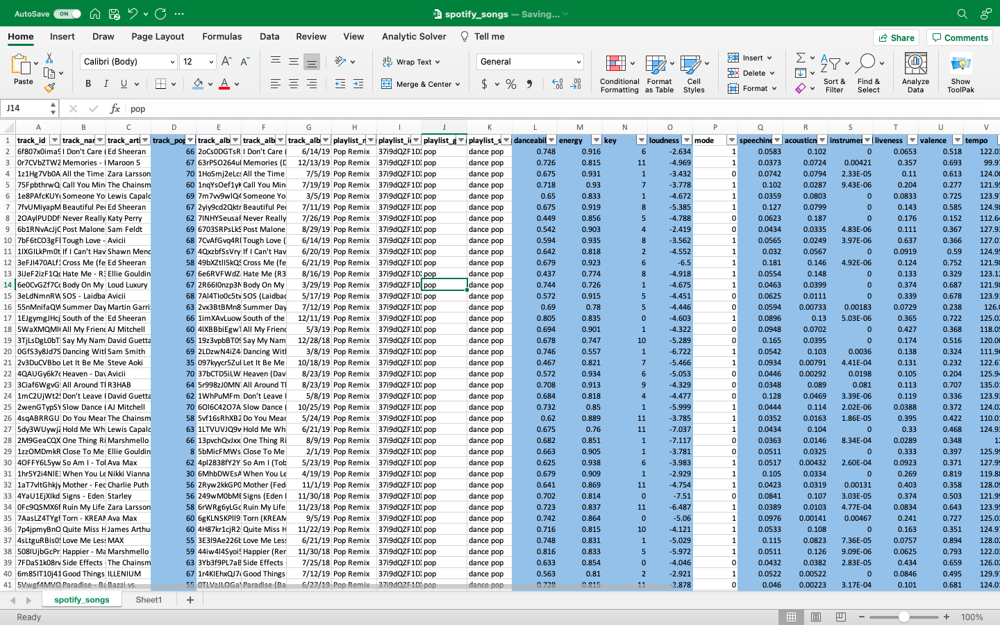 AutoSave ON spotify_songs — Saving...
Home Insert Draw Page Layout Formulas Data Review View Analytic Solver Tell me Share Comments
Paste Calibri (Body) 12 Wrap Text General Insert
Conditional Formatting Format as Table Cell Styles Delete Sort & Filter Find & Select Analyze Data Show ToolPak
B I U Merge & Center $ % Format
J14 fx pop
A B C D E F G H I J K L M N O P Q R S T U V
1 track_id track_nar track_arti track_pop track_alb track_alb track_alb playlist_n playlist_i playlist_g playlist_s danceabil energy key loudness mode speechine acousticn instrumer liveness valence tempo
2 6f807x0ima9 I Don't Care ( Ed Sheeran 66 2oCs0DGTsR I Don't Care ( 6/14/19 Pop Remix 37i9dQZF1D pop dance pop 0.748 0.916 6 -2.634 1 0.0583 0.102 0 0.0653 0.518 122.0
3 0r7CVbZTWZ Memories - I Maroon 5 67 63rPSO264u Memories (D 12/13/19 Pop Remix 37i9dQZF1D pop dance pop 0.726 0.815 11 -4.969 1 0.0373 0.0724 0.00421 0.357 0.693 99.9
4 1z1Hg7Vb0A All the Time Zara Larsson 70 1HoSmj2eLc All the Time 7/5/19 Pop Remix 37i9dQZF1D pop dance pop 0.675 0.931 1 -3.432 0 0.0742 0.0794 2.33E-05 0.11 0.613 124.0
5 75FpbthrwQ Call You Min The Chainsm 60 1nqYsOef1yK Call You Min 7/19/19 Pop Remix 37i9dQZF1D pop dance pop 0.718 0.93 7 -3.778 1 0.102 0.0287 9.43E-06 0.204 0.277 121.9
6 1e8PAfcKUY Someone Yo Lewis Capalc 69 7m7vv9wlQ4 Someone Yo 3/5/19 Pop Remix 37i9dQZF1D pop dance pop 0.65 0.833 1 -4.672 1 0.0359 0.0803 0 0.0833 0.725 123.9
7 7fvUMiyapM Beautiful Pe Ed Sheeran 67 2yiy9cd2Qktr Beautiful Pe 7/11/19 Pop Remix 37i9dQZF1D pop dance pop 0.675 0.919 8 -5.385 1 0.127 0.0799 0 0.143 0.585 124.9
8 2OAylPUDDf Never Really Katy Perry 62 7INHYSeusaF Never Really 7/26/19 Pop Remix 37i9dQZF1D pop dance pop 0.449 0.856 5 -4.788 0 0.0623 0.187 0 0.176 0.152 112.6
9 6b1RNvAcJjC Post Malone Sam Feldt 69 6703SRPsLkS Post Malone 8/29/19 Pop Remix 37i9dQZF1D pop dance pop 0.542 0.903 4 -2.419 0 0.0434 0.0335 4.83E-06 0.111 0.367 127.9
10 7bF6tCO3gFl Tough Love - Avicii 68 7CvAfGvq4Rl Tough Love ( 6/14/19 Pop Remix 37i9dQZF1D pop dance pop 0.594 0.935 8 -3.562 1 0.0565 0.0249 3.97E-06 0.637 0.366 127.0
11 1IXGILkPm0t If I Can't Hav Shawn Menc 67 4QxzbfSsVry If I Can't Hav 6/20/19 Pop Remix 37i9dQZF1D pop dance pop 0.642 0.818 2 -4.552 1 0.032 0.0567 0 0.0919 0.59 124.9
12 3eFJI470ALf Cross Me (fe Ed Sheeran 58 49bXZtII5kQS Cross Me (fe 6/21/19 Pop Remix 37i9dQZF1D pop dance pop 0.679 0.923 6 -6.5 1 0.181 0.146 4.92E-06 0.124 0.752 121.9
13 3iJeF2izF1Qc Hate Me - R3 Ellie Gouldin 67 6e6RVFWdZ Hate Me (R3 8/16/19 Pop Remix 37i9dQZF1D pop dance pop 0.437 0.774 8 -4.918 1 0.0554 0.148 0 0.133 0.329 123.1
14 6e0CvGZf7Cc Body On My Loud Luxury 67 2R66I0nzp3N Body On My 3/29/19 Pop Remix 37i9dQZF1D pop dance pop 0.744 0.726 1 -4.675 1 0.0463 0.0399 0 0.374 0.687 121.9
15 3eLdNmnRW SOS - Laidba Avicii 68 7Al4TIo0c5tv SOS (Laidbac 5/17/19 Pop Remix 37i9dQZF1D pop dance pop 0.572 0.915 5 -4.451 0 0.0625 0.0111 0 0.339 0.678 123.9
16 55nMnifaQW Summer Day Martin Garri 63 2vx3BtBMn8 Summer Day 7/12/19 Pop Remix 37i9dQZF1D pop dance pop 0.69 0.78 5 -4.446 0 0.0594 0.00733 0.00183 0.0729 0.238 126.0
17 1EJgymgJHcj South of the Ed Sheeran 66 1imXAvLuow South of the 12/11/19 Pop Remix 37i9dQZF1D pop dance pop 0.805 0.835 0 -4.603 1 0.0896 0.13 5.03E-06 0.365 0.722 125.0
18 5WaXMQMI All My Frienc AJ Mitchell 60 4lXBBbiEgw All My Frienc 5/3/19 Pop Remix 37i9dQZF1D pop dance pop 0.694 0.901 1 -4.322 0 0.0948 0.0702 0 0.427 0.368 118.0
19 3TjLsDgL0bT Say My Nam David Guetta 65 19z3vpbBT09 Say My Nam 12/28/18 Pop Remix 37i9dQZF1D pop dance pop 0.678 0.747 10 -5.289 0 0.165 0.0395 0 0.174 0.516 120.0
20 0GfS3y8Jd7S Dancing Wit Sam Smith 69 2LDzwN4iZ4 Dancing Wit 3/8/19 Pop Remix 37i9dQZF1D pop dance pop 0.746 0.557 1 -6.722 1 0.0542 0.103 0.0036 0.138 0.324 111.9
21 2v3DuCVBbo Let It Be Me Steve Aoki 35 097kyycr5Zu Let It Be Me 10/18/19 Pop Remix 37i9dQZF1D pop dance pop 0.467 0.821 7 -5.466 1 0.0934 0.00791 4.41E-04 0.131 0.232 122.6
22 4QAUGy6k7c Heaven - Dav Avicii 70 37bCTD5iLW Heaven (Dav 8/23/19 Pop Remix 37i9dQZF1D pop dance pop 0.572 0.934 6 -5.053 0 0.0446 0.00292 0.0198 0.105 0.204 125.9
23 3Ciaf6WgvG All Around Tl R3HAB 64 5r998zJ0MN All Around Tl 8/23/19 Pop Remix 37i9dQZF1D pop dance pop 0.708 0.913 9 -4.329 1 0.0348 0.089 0.081 0.113 0.707 135.0
24 1mC2UjWt2 Don't Leave I David Guetta 62 1WhPuMFm Don't Leave I 5/8/19 Pop Remix 37i9dQZF1D pop dance pop 0.684 0.818 4 -4.477 0 0.128 0.0469 3.39E-06 0.119 0.336 123.9
25 2wenGTypSY Slow Dance ( AJ Mitchell 70 6OI6C4207A Slow Dance ( 10/25/19 Pop Remix 37i9dQZF1D pop dance pop 0.732 0.85 1 -5.999 1 0.0444 0.114 2.02E-06 0.0388 0.372 124.0
26 4sqABRRGU Do You Mear The Chainsm 58 5vf16sRhXB2 Do You Mear 5/24/19 Pop Remix 37i9dQZF1D pop dance pop 0.62 0.889 11 -3.785 1 0.0352 0.0163 1.86E-05 0.395 0.422 110.0
27 5dy3WUywjZ Hold Me Wh Lewis Capalc 63 1LTVUVJQ9v Hold Me Wh 6/21/19 Pop Remix 37i9dQZF1D pop dance pop 0.675 0.76 11 -7.037 1 0.0434 0.104 0 0.33 0.468 124.9
28 2M9GeaCQX One Thing Ri Marshmello 66 13pvchQvJxx One Thing Ri 8/9/19 Pop Remix 37i9dQZF1D pop dance pop 0.682 0.851 1 -7.117 0 0.0363 0.0146 8.34E-04 0.0289 0.348 12
29 1zzOMDmkR Close To Me Ellie Gouldin 8 5bMicFMWs Close To Me 2/1/19 Pop Remix 37i9dQZF1D pop dance pop 0.663 0.905 1 -3.781 0 0.0511 0.0325 0 0.333 0.397 125.9
30 4OFFY6L5yw So Am I - Tol Ava Max 62 4pl2838fY2Y So Am I (Tob 5/23/19 Pop Remix 37i9dQZF1D pop dance pop 0.625 0.938 6 -3.983 1 0.0517 0.00432 2.60E-04 0.0923 0.371 127.9
31 1hr5Y2i4NIE When You Le Nikki Vianna 30 6MhbDWEsA When You Le 4/19/19 Pop Remix 37i9dQZF1D pop dance pop 0.679 0.909 1 -2.929 1 0.105 0.0334 0 0.269 0.819 119.8
32 1aT7vltGhkjy Mother - Fec Charlie Puth 56 2Ryw2kkGP0 Mother (Fed 11/1/19 Pop Remix 37i9dQZF1D pop dance pop 0.641 0.869 11 -4.754 1 0.0423 0.0319 0.00131 0.403 0.358 128.0
33 4YaU1EjXlkd Signs - Eden Starley 56 249wM0bME Signs (Eden I 11/30/18 Pop Remix 37i9dQZF1D pop dance pop 0.702 0.814 0 -7.51 0 0.0841 0.107 3.03E-05 0.374 0.503 121.9
34 0Fc9QSMX6f Ruin My Life Zara Larsson 58 6rWRg6yLGc Ruin My Life 11/23/18 Pop Remix 37i9dQZF1D pop dance pop 0.723 0.837 11 -6.487 1 0.0389 0.0103 4.77E-04 0.0834 0.643 123.9
35 7AasLZ4TYgl Torn - KREAN Ava Max 60 6gKLNSKPll9 Torn (KREAM 9/5/19 Pop Remix 37i9dQZF1D pop dance pop 0.742 0.864 0 -5.06 1 0.0976 0.00141 0.00467 0.241 0.727 125.0
36 7p4jpmyBnO Quite Miss H James Arthu 60 4H87kr1cjR2 Quite Miss H 11/22/19 Pop Remix 37i9dQZF1D pop dance pop 0.716 0.815 10 -4.121 1 0.0533 0.108 0 0.163 0.351 124.9
37 4sLtguRBis0 Love Me Less MAX 55 3E3I9Ae226b Love Me Less 6/21/19 Pop Remix 37i9dQZF1D pop dance pop 0.748 0.831 1 -5.029 1 0.115 0.0823 7.36E-05 0.0757 0.894 128.0
38 508lUjbGcPr Happier - Ma Marshmello 59 44iw4l4Syoi5 Happier (Rer 11/30/18 Pop Remix 37i9dQZF1D pop dance pop 0.816 0.833 5 -5.972 1 0.0511 0.126 9.09E-06 0.0625 0.793 122.0
39 7FDaS1k08rv Side Effects The Chainsm 63 3Yb3f9PL7aB Side Effects 7/25/18 Pop Remix 37i9dQZF1D pop dance pop 0.633 0.854 0 -4.046 0 0.0432 0.0382 2.83E-05 0.434 0.659 126.0
40 6m8SIT10j41 Good Things ILLENIUM 67 1r4KIEhxQJ7 Good Things 7/12/19 Pop Remix 37i9dQZF1D pop dance pop 0.563 0.81 2 -2.921 1 0.0522 0.00522 0 0.0846 0.495 129.9
41 5Vwgf4MVO Paradise - Ba Bazzi vs. 55 0TLVzJLOGa Paradise (Ba 6/27/19 Pop Remix 37i9dQZF1D pop dance pop 0.728 0.815 11 -2.878 0 0.046 0.00223 3.17E-04 0.101 0.681 124.0
spotify_songs Sheet1 +
Ready 100%